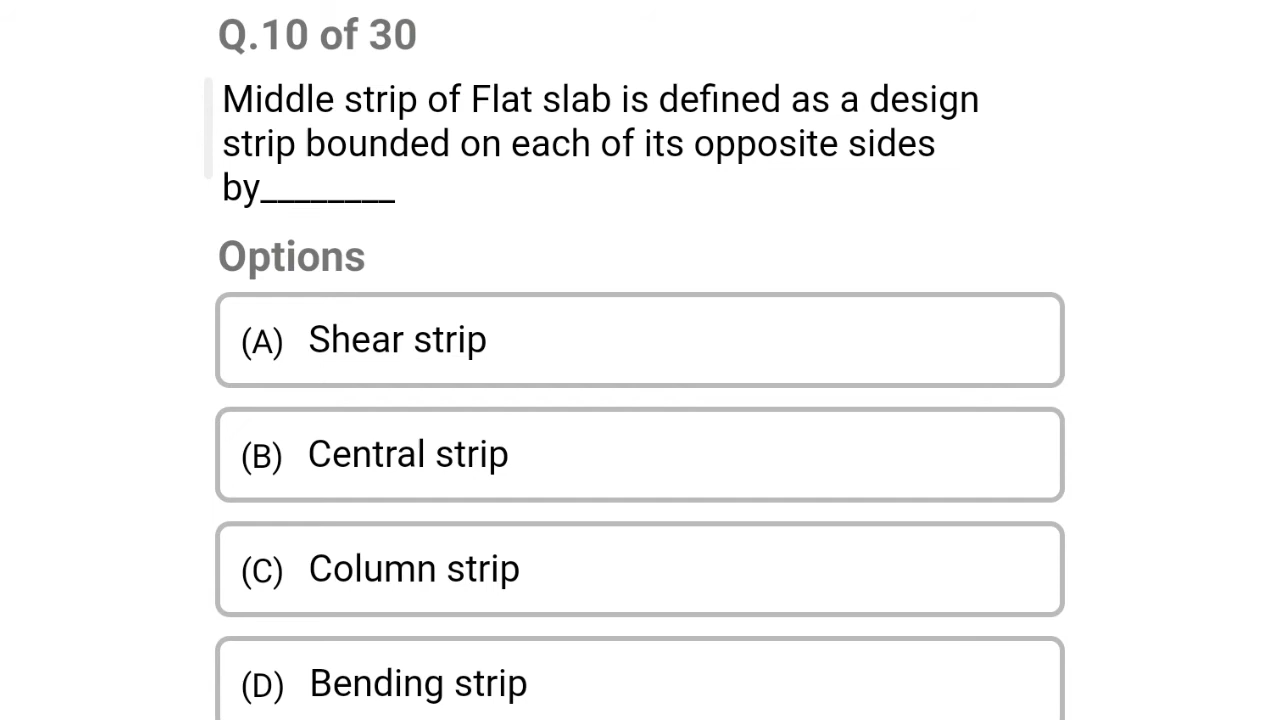 Q.10 of 30
Middle strip of Flat slab is defined as a design
strip bounded on each of its opposite sides
by________
Options
(A) Shear strip
(B) Central strip
(C) Column strip
(D) Bending strip